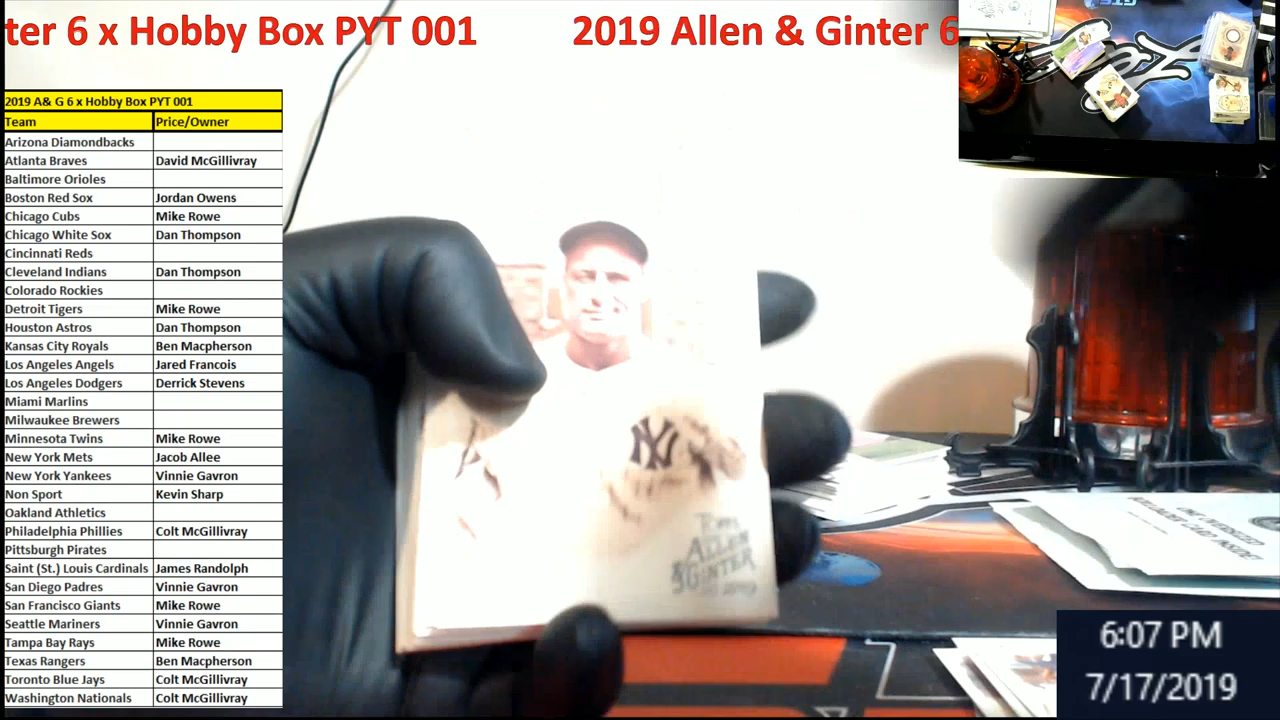 ter 6 x Hobby Box PYT 001 2019 Allen & Ginter 6
2019 A& G 6 x Hobby Box PYT 001
Team Price/Owner
Arizona Diamondbacks
Atlanta Braves David McGillivray
Baltimore Orioles
Boston Red Sox Jordan Owens
Chicago Cubs Mike Rowe
Chicago White Sox Dan Thompson
Cincinnati Reds
Cleveland Indians Dan Thompson
Colorado Rockies
Detroit Tigers Mike Rowe
Houston Astros Dan Thompson
Kansas City Royals Ben Macpherson
Los Angeles Angels Jared Francois
Los Angeles Dodgers Derrick Stevens
Miami Marlins
Milwaukee Brewers
Minnesota Twins Mike Rowe
New York Mets Jacob Allee
New York Yankees Vinnie Gavron
Non Sport Kevin Sharp
Oakland Athletics
Philadelphia Phillies Colt McGillivray
Pittsburgh Pirates
Saint (St.) Louis Cardinals James Randolph
San Diego Padres Vinnie Gavron
San Francisco Giants Mike Rowe
Seattle Mariners Vinnie Gavron
Tampa Bay Rays Mike Rowe
Texas Rangers Ben Macpherson
Toronto Blue Jays Colt McGillivray
Washington Nationals Colt McGillivray
NY
Topps
ALLEN
& GINTER
2019
ONE OVERSIZED
CARD INSIDE!
6:07 PM
7/17/2019